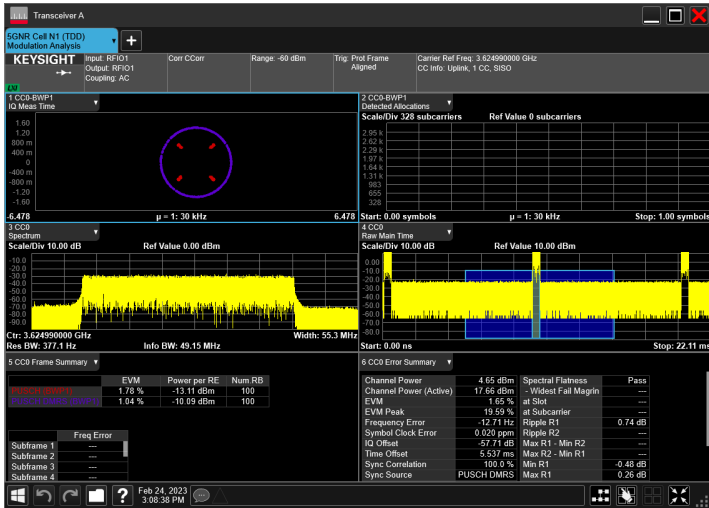 Transceiver A
5GNR Cell N1 (TDD)
Modulation Analysis
KEYSIGHT
Input: RFIO1
Output: RFIO1
Coupling: AC
Corr CCorr
Range: -60 dBm
Trig: Prot Frame
Aligned
Carrier Ref Freq: 3.624990000 GHz
CC Info: Uplink, 1 CC, SISO
LXI
1 CC0-BWP1
IQ Meas Time
1.60
1.20
800 m
400 m
0
-400 m
-800 m
-1.20
-1.60
-6.478
µ = 1: 30 kHz
6.478
2 CC0-BWP1
Detected Allocations
Scale/Div 328 subcarriers
Ref Value 0 subcarriers
2.95 k
2.62 k
2.29 k
1.97 k
1.64 k
1.31 k
983
655
328
Start: 0.00 symbols
µ = 1: 30 kHz
Stop: 1.00 symbols
3 CC0
Spectrum
Scale/Div 10.00 dB
Ref Value 0.00 dBm
-10.0
-20.0
-30.0
-40.0
-50.0
-60.0
-70.0
-80.0
-90.0
Ctr: 3.624990000 GHz
Width: 55.3 MHz
Res BW: 377.1 Hz
Info BW: 49.15 MHz
4 CC0
Raw Main Time
Scale/Div 10.00 dB
Ref Value 10.00 dBm
0.00
-10.0
-20.0
-30.0
-40.0
-50.0
-60.0
-70.0
-80.0
Start: 0.00 ns
Stop: 22.11 ms
5 CC0 Frame Summary
EVM Power per RE Num.RB
1.78 % -13.11 dBm 100
1.04 % -10.09 dBm 100
Freq Error
Subframe 1 ---
Subframe 2 ---
Subframe 3 ---
Subframe 4 ---
6 CC0 Error Summary
Channel Power 4.65 dBm Spectral Flatness Pass
Channel Power (Active) 17.66 dBm - Widest Fail Magrin ---
EVM 1.65 % at Slot ---
EVM Peak 19.59 % at Subcarrier ---
Frequency Error -12.71 Hz Ripple R1 0.74 dB
Symbol Clock Error 0.020 ppm Ripple R2 ---
IQ Offset -57.71 dB Max R1 - Min R2 ---
Time Offset 5.537 ms Max R2 - Min R1 ---
Sync Correlation 100.0 % Min R1 -0.48 dB
Sync Source PUSCH DMRS Max R1 0.26 dB
?
Feb 24, 2023
3:08:38 PM